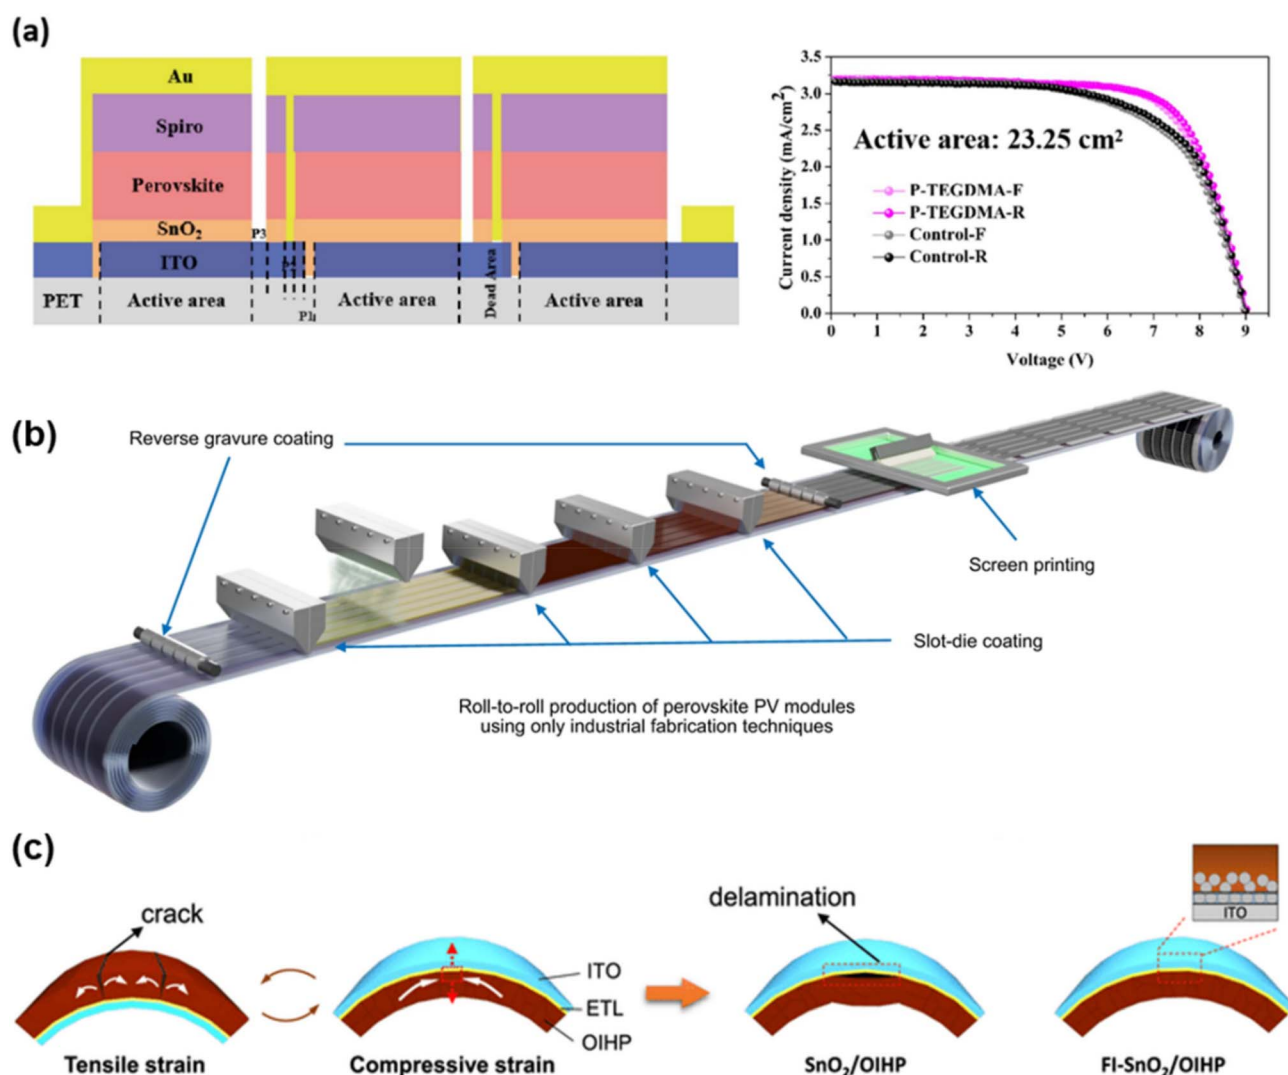 (a)
Au
Spiro
Perovskite
SnO₂
P3
ITO
PET
Active area
P1
Active area
Dead Area
Active area
3.5
3.0
2.5
2.0
1.5
1.0
0.5
0.0
Current density (mA/cm²)
Active area: 23.25 cm²
P-TEGDMA-F
P-TEGDMA-R
Control-F
Control-R
0 1 2 3 4 5 6 7 8 9
Voltage (V)
(b)
Reverse gravure coating
Screen printing
Slot-die coating
Roll-to-roll production of perovskite PV modules
using only industrial fabrication techniques
(c)
crack
Tensile strain
ITO
ETL
OIHP
Compressive strain
delamination
SnO₂/OIHP
ITO
FI-SnO₂/OIHP